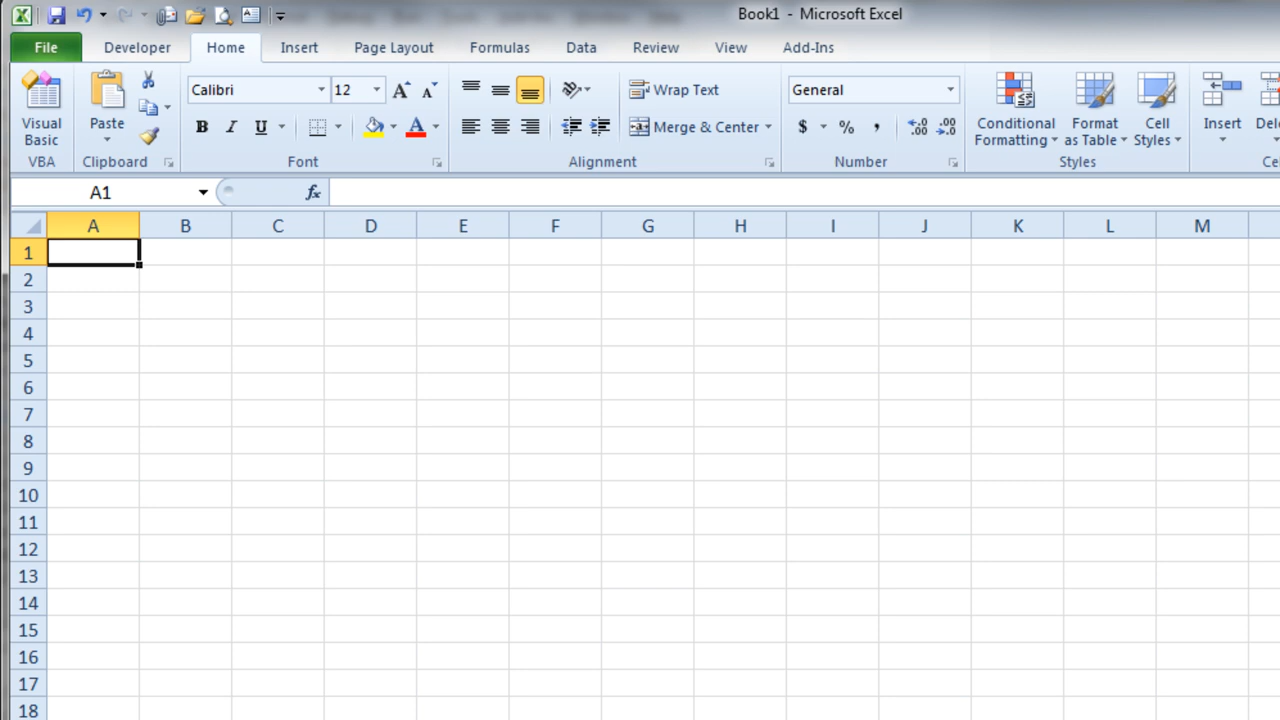 Book1 - Microsoft Excel
File Developer Home Insert Page Layout Formulas Data Review View Add-Ins
Calibri 12 Wrap Text General
Visual Basic Paste B I U Merge & Center $ % , .00 .0 Conditional Formatting Format as Table Cell Styles Insert
VBA Clipboard Font Alignment Number Styles
A1 fx
A B C D E F G H I J K L M
1
2
3
4
5
6
7
8
9
10
11
12
13
14
15
16
17
18